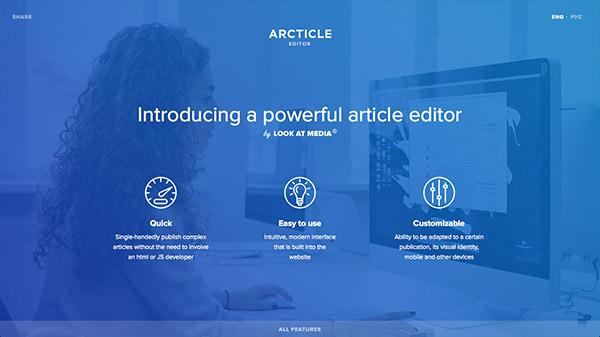 SHARE
ENG · РУС
ARCTICLE
EDITOR
Introducing a powerful article editor
by LOOK AT MEDIA®
Quick
Single-handedly publish complex
articles without the need to involve
an html or JS developer
Easy to use
Intuitive, modern interface
that is built into the
website
Customizable
Ability to be adapted to a certain
publication, its visual identity,
mobile and other devices
ALL FEATURES